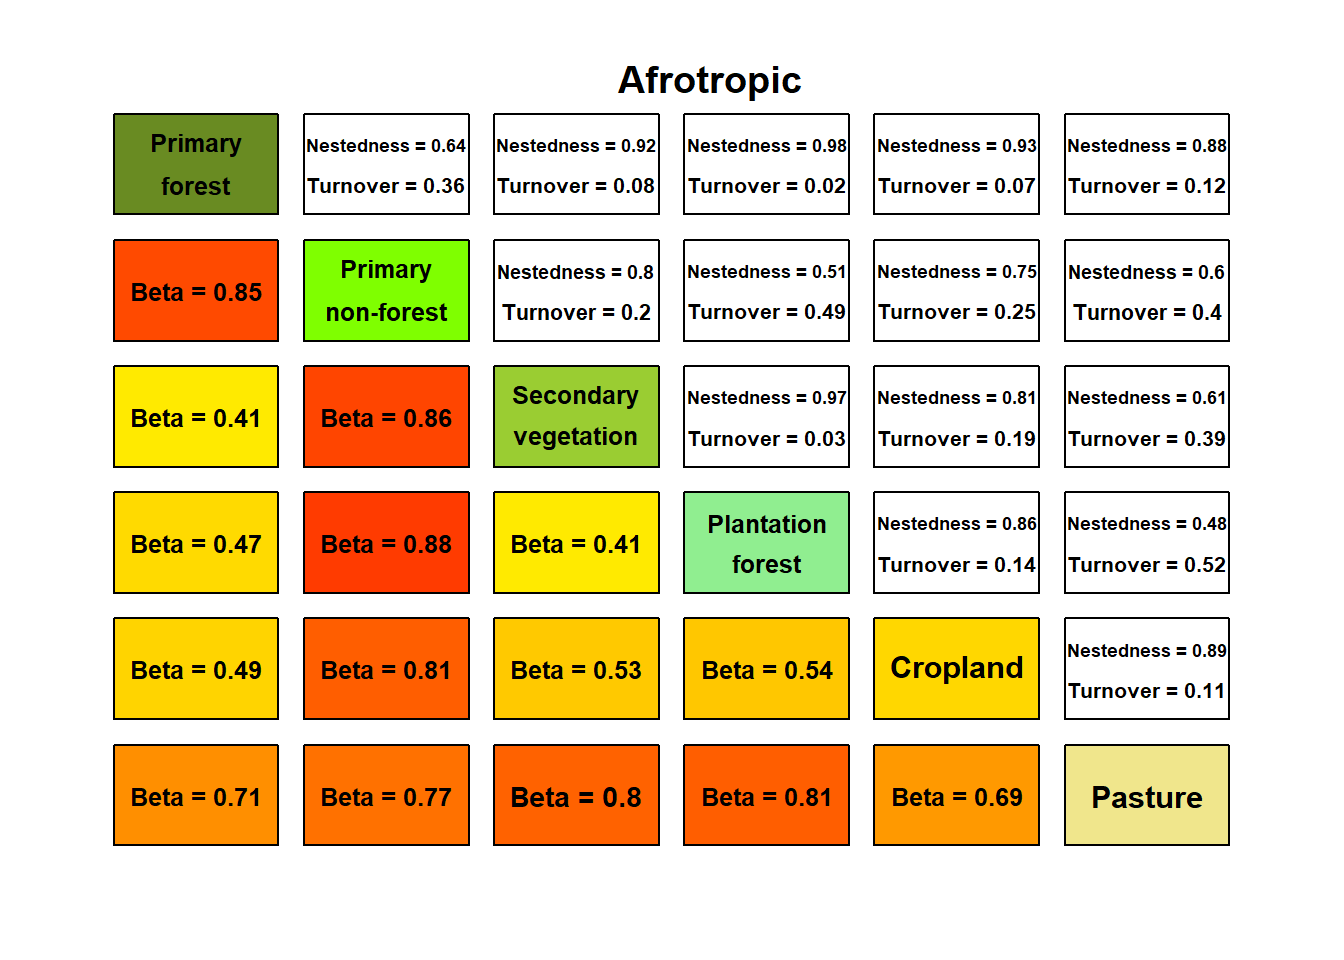 Afrotropic
Primary
forest
Nestedness = 0.64
Turnover = 0.36
Nestedness = 0.92
Turnover = 0.08
Nestedness = 0.98
Turnover = 0.02
Nestedness = 0.93
Turnover = 0.07
Nestedness = 0.88
Turnover = 0.12
Beta = 0.85
Primary
non-forest
Nestedness = 0.8
Turnover = 0.2
Nestedness = 0.51
Turnover = 0.49
Nestedness = 0.75
Turnover = 0.25
Nestedness = 0.6
Turnover = 0.4
Beta = 0.41
Beta = 0.86
Secondary
vegetation
Nestedness = 0.97
Turnover = 0.03
Nestedness = 0.81
Turnover = 0.19
Nestedness = 0.61
Turnover = 0.39
Beta = 0.47
Beta = 0.88
Beta = 0.41
Plantation
forest
Nestedness = 0.86
Turnover = 0.14
Nestedness = 0.48
Turnover = 0.52
Beta = 0.49
Beta = 0.81
Beta = 0.53
Beta = 0.54
Cropland
Nestedness = 0.89
Turnover = 0.11
Beta = 0.71
Beta = 0.77
Beta = 0.8
Beta = 0.81
Beta = 0.69
Pasture